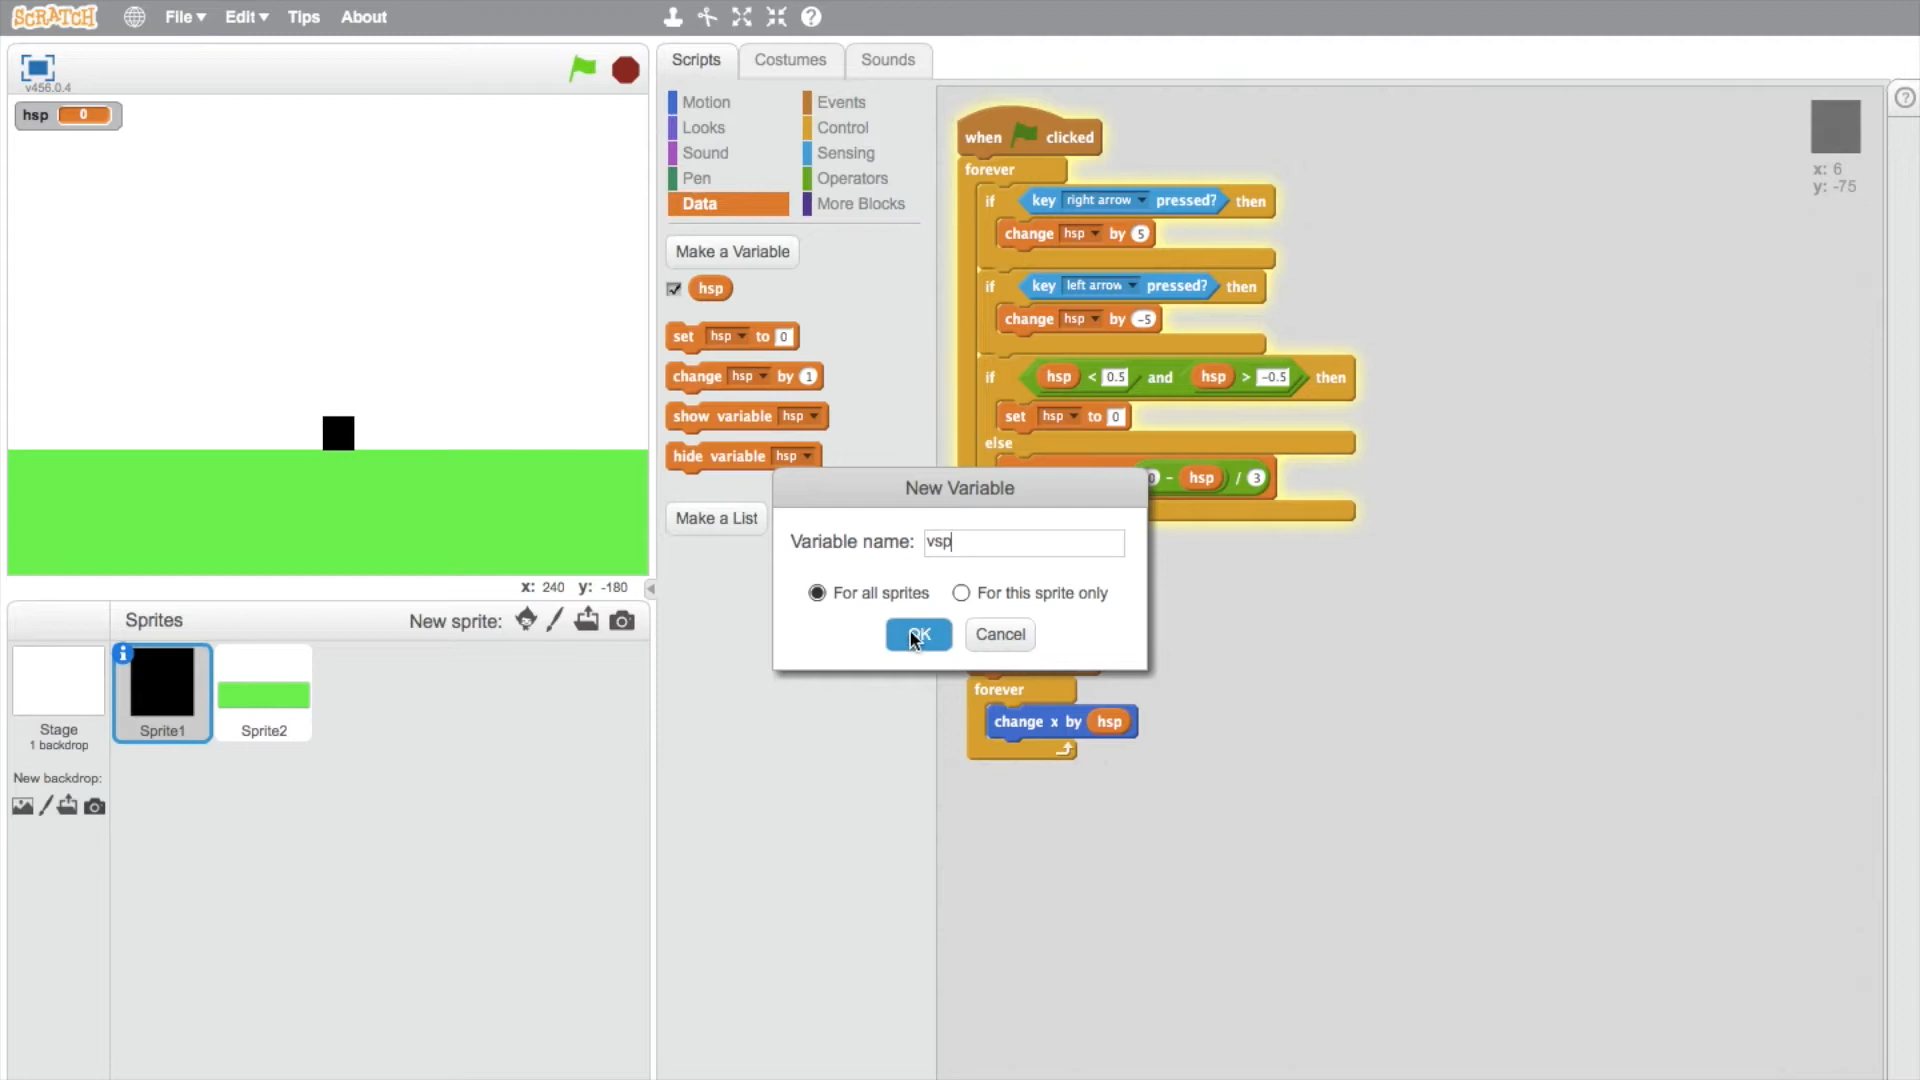 SCRATCH File Edit Tips About
v456.0.4
hsp 0
x: 240 y: -180
Sprites New sprite:
Stage
1 backdrop
New backdrop:
Sprite1
Sprite2
Scripts Costumes Sounds
Motion Events
Looks Control
Sound Sensing
Pen Operators
Data More Blocks
Make a Variable
hsp
set hsp to 0
change hsp by 1
show variable hsp
hide variable hsp
Make a List
when clicked
forever
if key right arrow pressed? then
change hsp by 5
if key left arrow pressed? then
change hsp by -5
if hsp < 0.5 and hsp > -0.5 then
set hsp to 0
else
0 - hsp / 3
New Variable
Variable name: vsp
For all sprites For this sprite only
OK Cancel
forever
change x by hsp
x: 6
y: -75